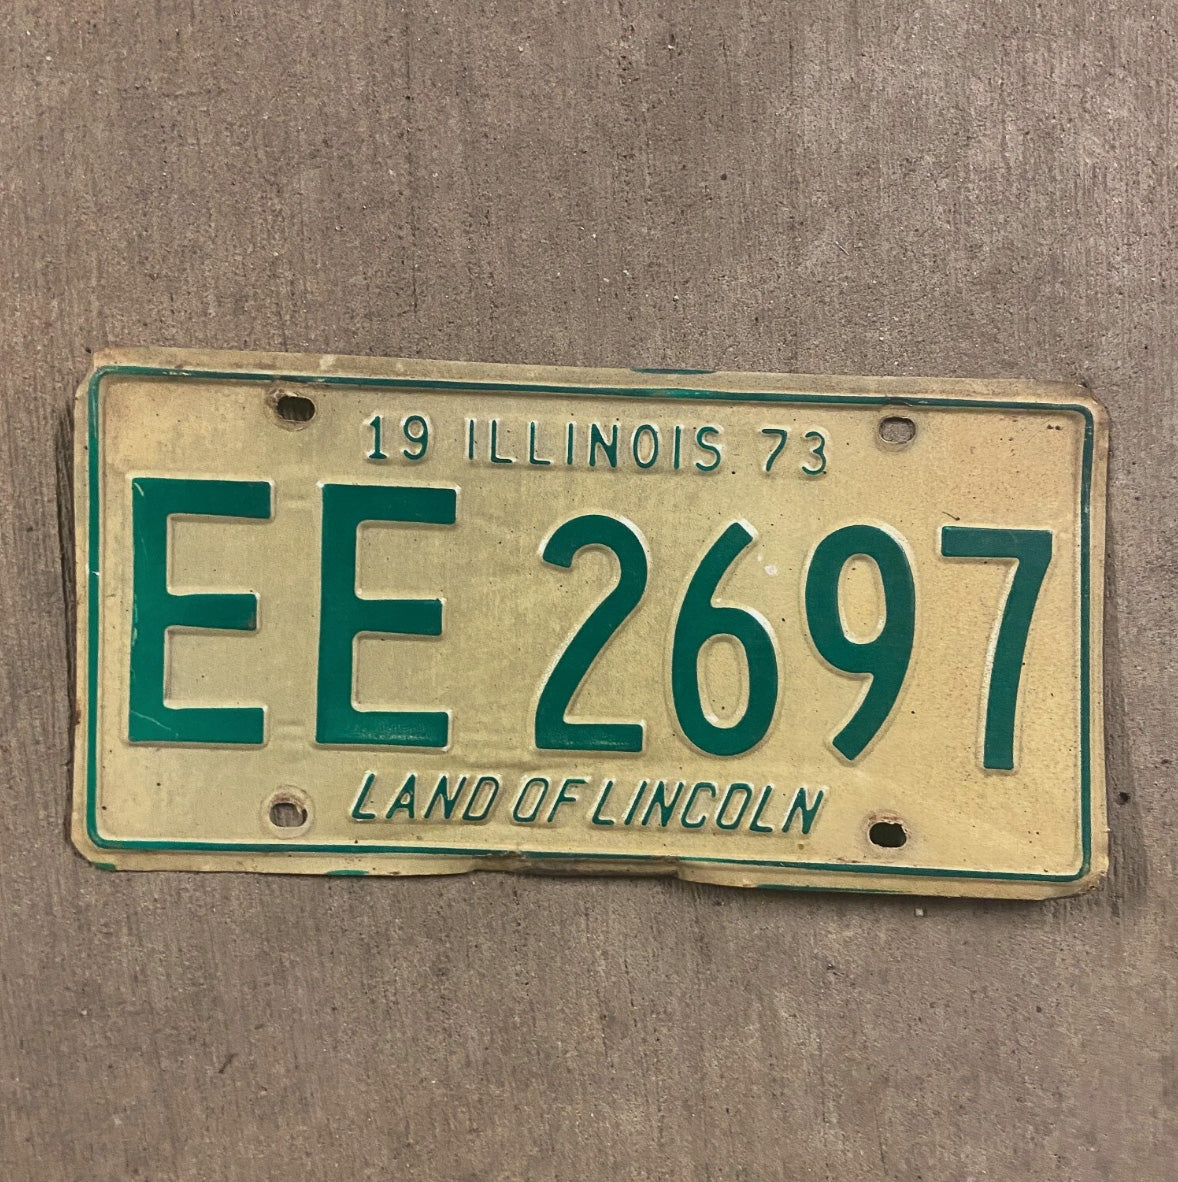 19 ILLINOIS 73
EE 2697
LAND OF LINCOLN